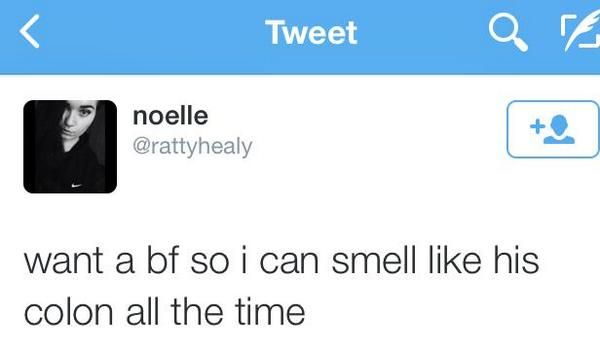 Tweet
noelle
@rattyhealy
want a bf so i can smell like his
colon all the time